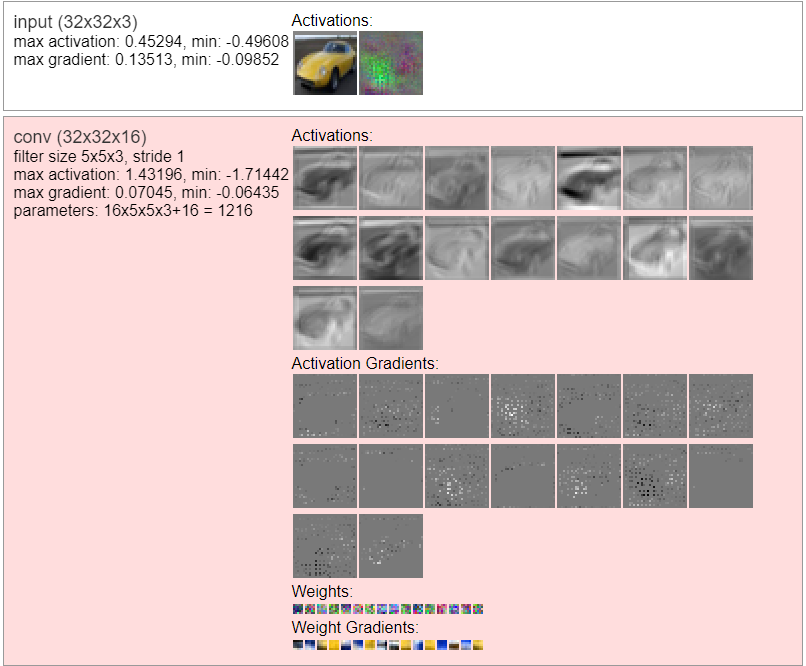 input (32x32x3)
max activation: 0.45294, min: -0.49608
max gradient: 0.13513, min: -0.09852
Activations:
conv (32x32x16)
filter size 5x5x3, stride 1
max activation: 1.43196, min: -1.71442
max gradient: 0.07045, min: -0.06435
parameters: 16x5x5x3+16 = 1216
Activations:
Activation Gradients:
Weights:
Weight Gradients: